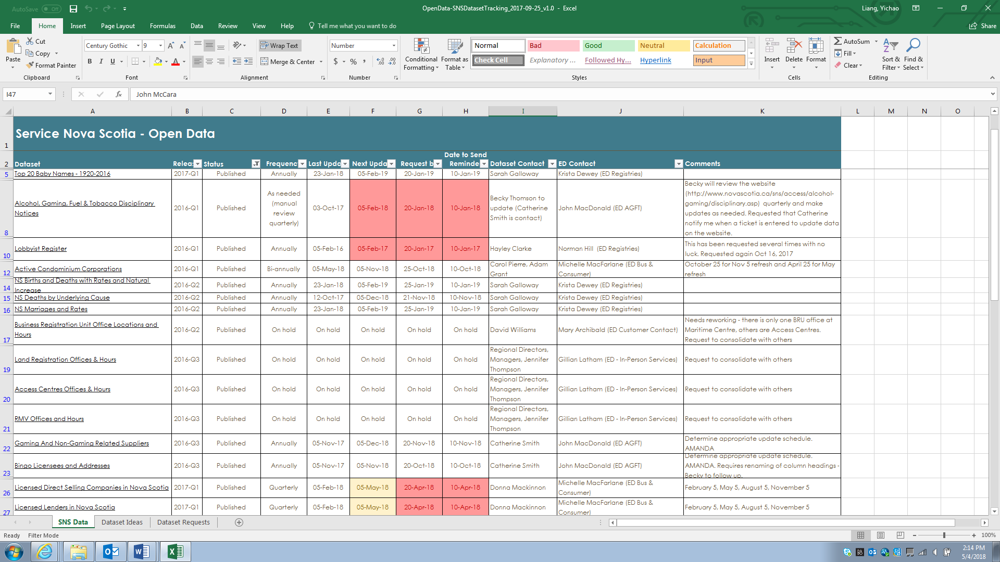 AutoSave Off
OpenData-SNSDatasetTracking_2017-09-25_v1.0 - Excel
Liang, Yichao
File Home Insert Page Layout Formulas Data Review View Help Tell me what you want to do Share
Paste Cut Copy Format Painter
Century Gothic 9
B I U
Wrap Text
Merge & Center
Number
$ % ,
Conditional Formatting
Format as Table
Normal Bad Good Neutral Calculation
Check Cell Explanatory ... Followed Hy... Hyperlink Input
Insert Delete Format
AutoSum Fill Clear
Sort & Filter
Find & Select
Clipboard Font Alignment Number Styles Cells Editing
I47 fx John McCara
A B C D E F G H I J K L M N O
1 Service Nova Scotia - Open Data
2 Dataset Relea Status Frequenc Last Upda Next Upda Request b Date to Send Reminde Dataset Contact ED Contact Comments
5 Top 20 Baby Names - 1920-2016 2017-Q1 Published Annually 23-Jan-18 05-Feb-19 20-Jan-19 10-Jan-19 Sarah Galloway Krista Dewey (ED Registries)
8 Alcohol, Gaming, Fuel & Tobacco Disciplinary Notices 2016-Q1 Published As needed (manual review quarterly) 03-Oct-17 05-Feb-18 20-Jan-18 10-Jan-18 Becky Thomson to update (Catherine Smith is contact) John MacDonald (ED AGFT) Becky will review the website (http://www.novascotia.ca/sns/access/alcohol-gaming/disciplinary.asp) quarterly and make updates as needed. Requested that Catherine notify me when a ticket is entered to update data on the website.
10 Lobbyist Register 2016-Q1 Published Annually 05-Feb-16 05-Feb-17 20-Jan-17 10-Jan-17 Hayley Clarke Norman Hill (ED Registries) This has been requested several times with no luck. Requested again Oct 16, 2017
12 Active Condominium Corporations 2016-Q1 Published Bi-annually 05-May-18 05-Nov-18 25-Oct-18 10-Oct-18 Carol Pierre, Adam Grant Michelle MacFarlane (ED Bus & Consumer) October 25 for Nov 5 refresh and April 25 for May refresh
14 NS Births and Deaths with Rates and Natural Increase 2016-Q2 Published Annually 23-Jan-18 05-Feb-19 25-Jan-19 10-Jan-19 Sarah Galloway Krista Dewey (ED Registries)
15 NS Deaths by Underlying Cause 2016-Q2 Published Annually 12-Oct-17 05-Dec-18 21-Nov-18 10-Nov-18 Sarah Galloway Krista Dewey (ED Registries)
16 NS Marriages and Rates 2016-Q2 Published Annually 23-Jan-18 05-Feb-19 25-Jan-19 10-Jan-19 Sarah Galloway Krista Dewey (ED Registries)
17 Business Registration Unit Office Locations and Hours 2016-Q2 Published On hold On hold On hold On hold On hold David Williams Mary Archibald (ED Customer Contact) Needs reworking - there is only one BRU office at Maritime Centre, others are Access Centres. Request to consolidate with others
19 Land Registration Offices & Hours 2016-Q3 Published On hold On hold On hold On hold On hold Regional Directors, Managers, Jennifer Thompson Gillian Latham (ED - In-Person Services) Request to consolidate with others
20 Access Centres Offices & Hours 2016-Q3 Published On hold On hold On hold On hold On hold Regional Directors, Managers, Jennifer Thompson Gillian Latham (ED - In-Person Services) Request to consolidate with others
21 RMV Offices and Hours 2016-Q3 Published On hold On hold On hold On hold On hold Regional Directors, Managers, Jennifer Thompson Gillian Latham (ED - In-Person Services) Request to consolidate with others
22 Gaming And Non-Gaming Related Suppliers 2016-Q3 Published Annually 05-Nov-17 05-Dec-18 20-Nov-18 10-Nov-18 Catherine Smith John MacDonald (ED AGFT) Determine appropriate update schedule. AMANDA
23 Bingo Licensees and Addresses 2016-Q3 Published Annually 05-Nov-17 05-Nov-18 20-Oct-18 10-Oct-18 Catherine Smith John MacDonald (ED AGFT) Determine appropriate update schedule. AMANDA. Requires renaming of column headings - Becky to follow up.
26 Licensed Direct Selling Companies in Nova Scotia 2017-Q1 Published Quarterly 05-Feb-18 05-May-18 20-Apr-18 10-Apr-18 Donna Mackinnon Michelle MacFarlane (ED Bus & Consumer) February 5, May 5, August 5, November 5
27 Licensed Lenders in Nova Scotia 2017-Q1 Published Quarterly 05-Feb-18 05-May-18 20-Apr-18 10-Apr-18 Donna Mackinnon Michelle MacFarlane (ED Bus & Consumer) February 5, May 5, August 5, November 5
SNS Data Dataset Ideas Dataset Requests
Ready Filter Mode 100%
2:14 PM
5/4/2018